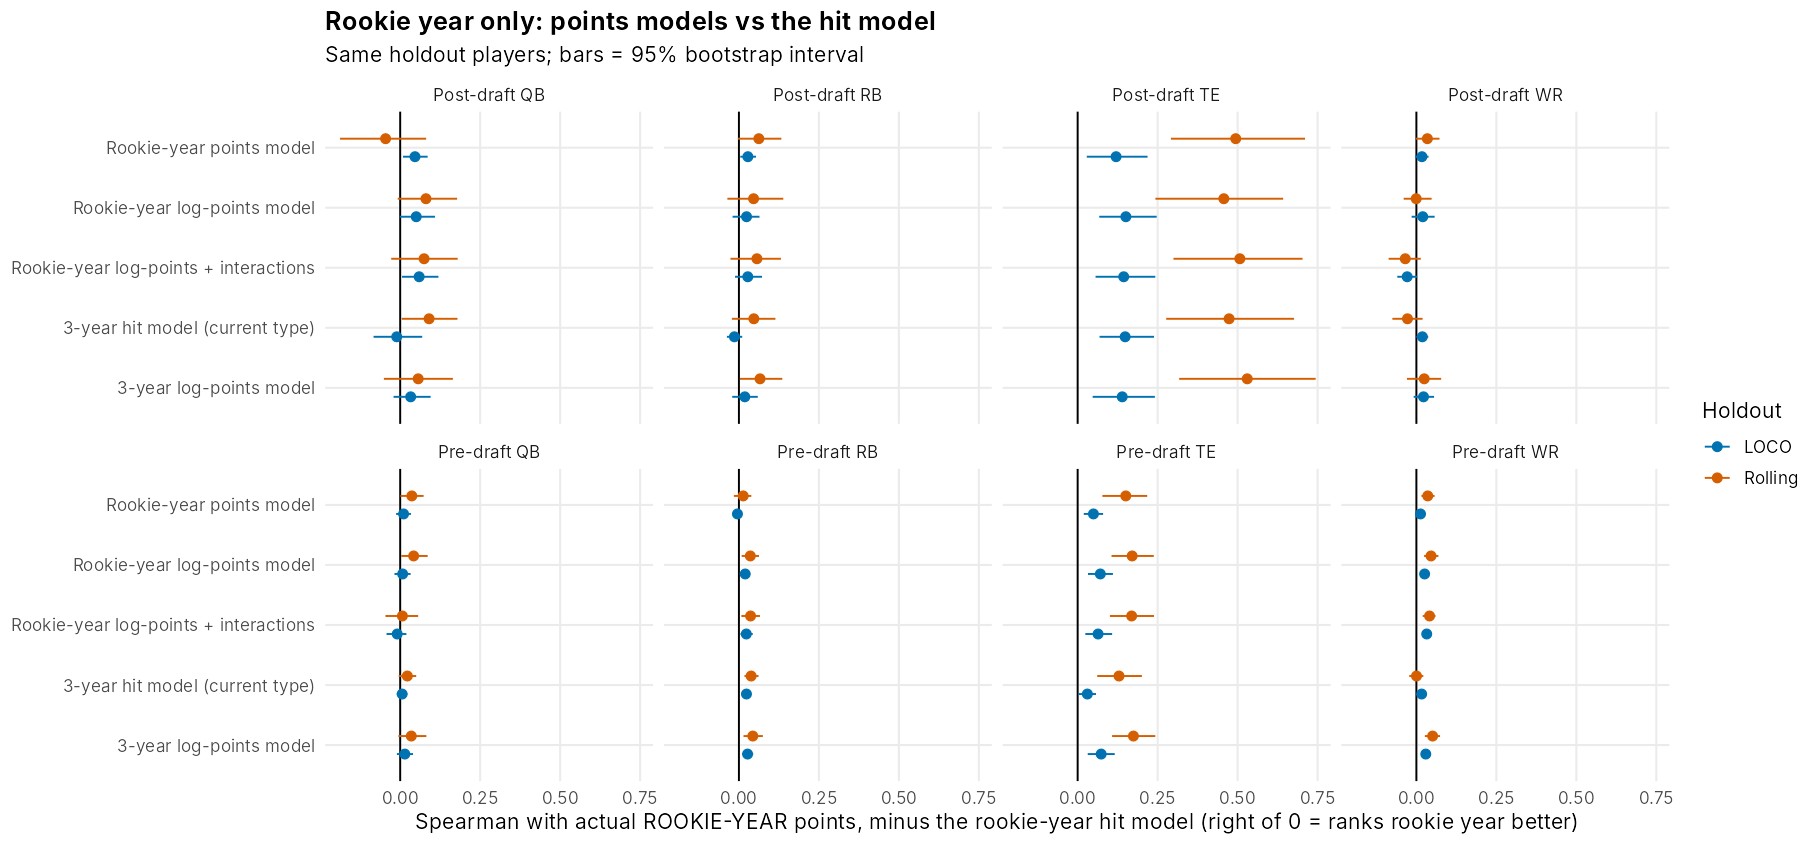 Rookie year only: points models vs the hit model
Same holdout players; bars = 95% bootstrap interval
Post-draft QB
Post-draft RB
Post-draft TE
Post-draft WR
Rookie-year points model
Rookie-year log-points model
Rookie-year log-points + interactions
3-year hit model (current type)
3-year log-points model
Pre-draft QB
Pre-draft RB
Pre-draft TE
Pre-draft WR
Rookie-year points model
Rookie-year log-points model
Rookie-year log-points + interactions
3-year hit model (current type)
3-year log-points model
0.00 0.25 0.50 0.75
0.00 0.25 0.50 0.75
0.00 0.25 0.50 0.75
0.00 0.25 0.50 0.75
Spearman with actual ROOKIE-YEAR points, minus the rookie-year hit model (right of 0 = ranks rookie year better)
Holdout
LOCO
Rolling